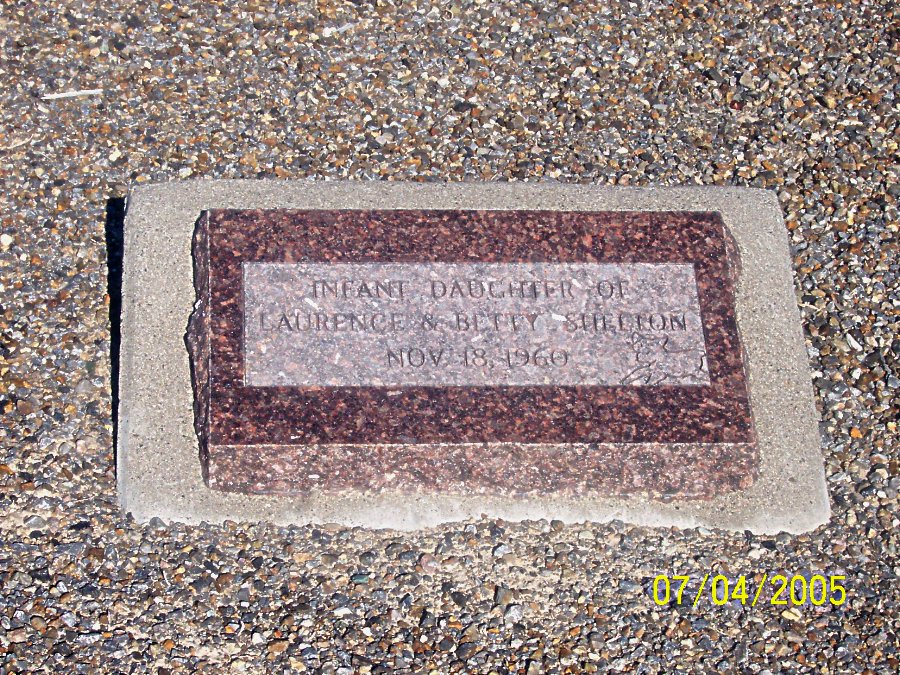 INFANT DAUGHTER OF
LAURENCE & BETTY SHELTON
NOV. 18, 1960
07/04/2005